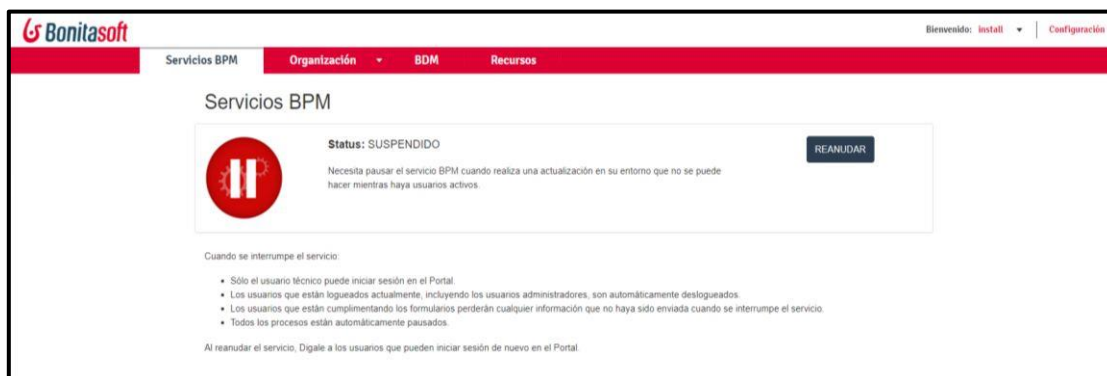 Bonitasoft
Bienvenido: install
Configuración
Servicios BPM
Organización
BDM
Recursos
Servicios BPM
Status: SUSPENDIDO
REANUDAR
Necesita pausar el servicio BPM cuando realiza una actualización en su entorno que no se puede
hacer mientras haya usuarios activos.
Cuando se interrumpe el servicio:
Sólo el usuario técnico puede iniciar sesión en el Portal.
Los usuarios que están logueados actualmente, incluyendo los usuarios administradores, son automáticamente deslogueados.
Los usuarios que están cumplimentando los formularios perderán cualquier información que no haya sido enviada cuando se interrumpe el servicio.
Todos los procesos están automáticamente pausados.
Al reanudar el servicio, Digale a los usuarios que pueden iniciar sesión de nuevo en el Portal.